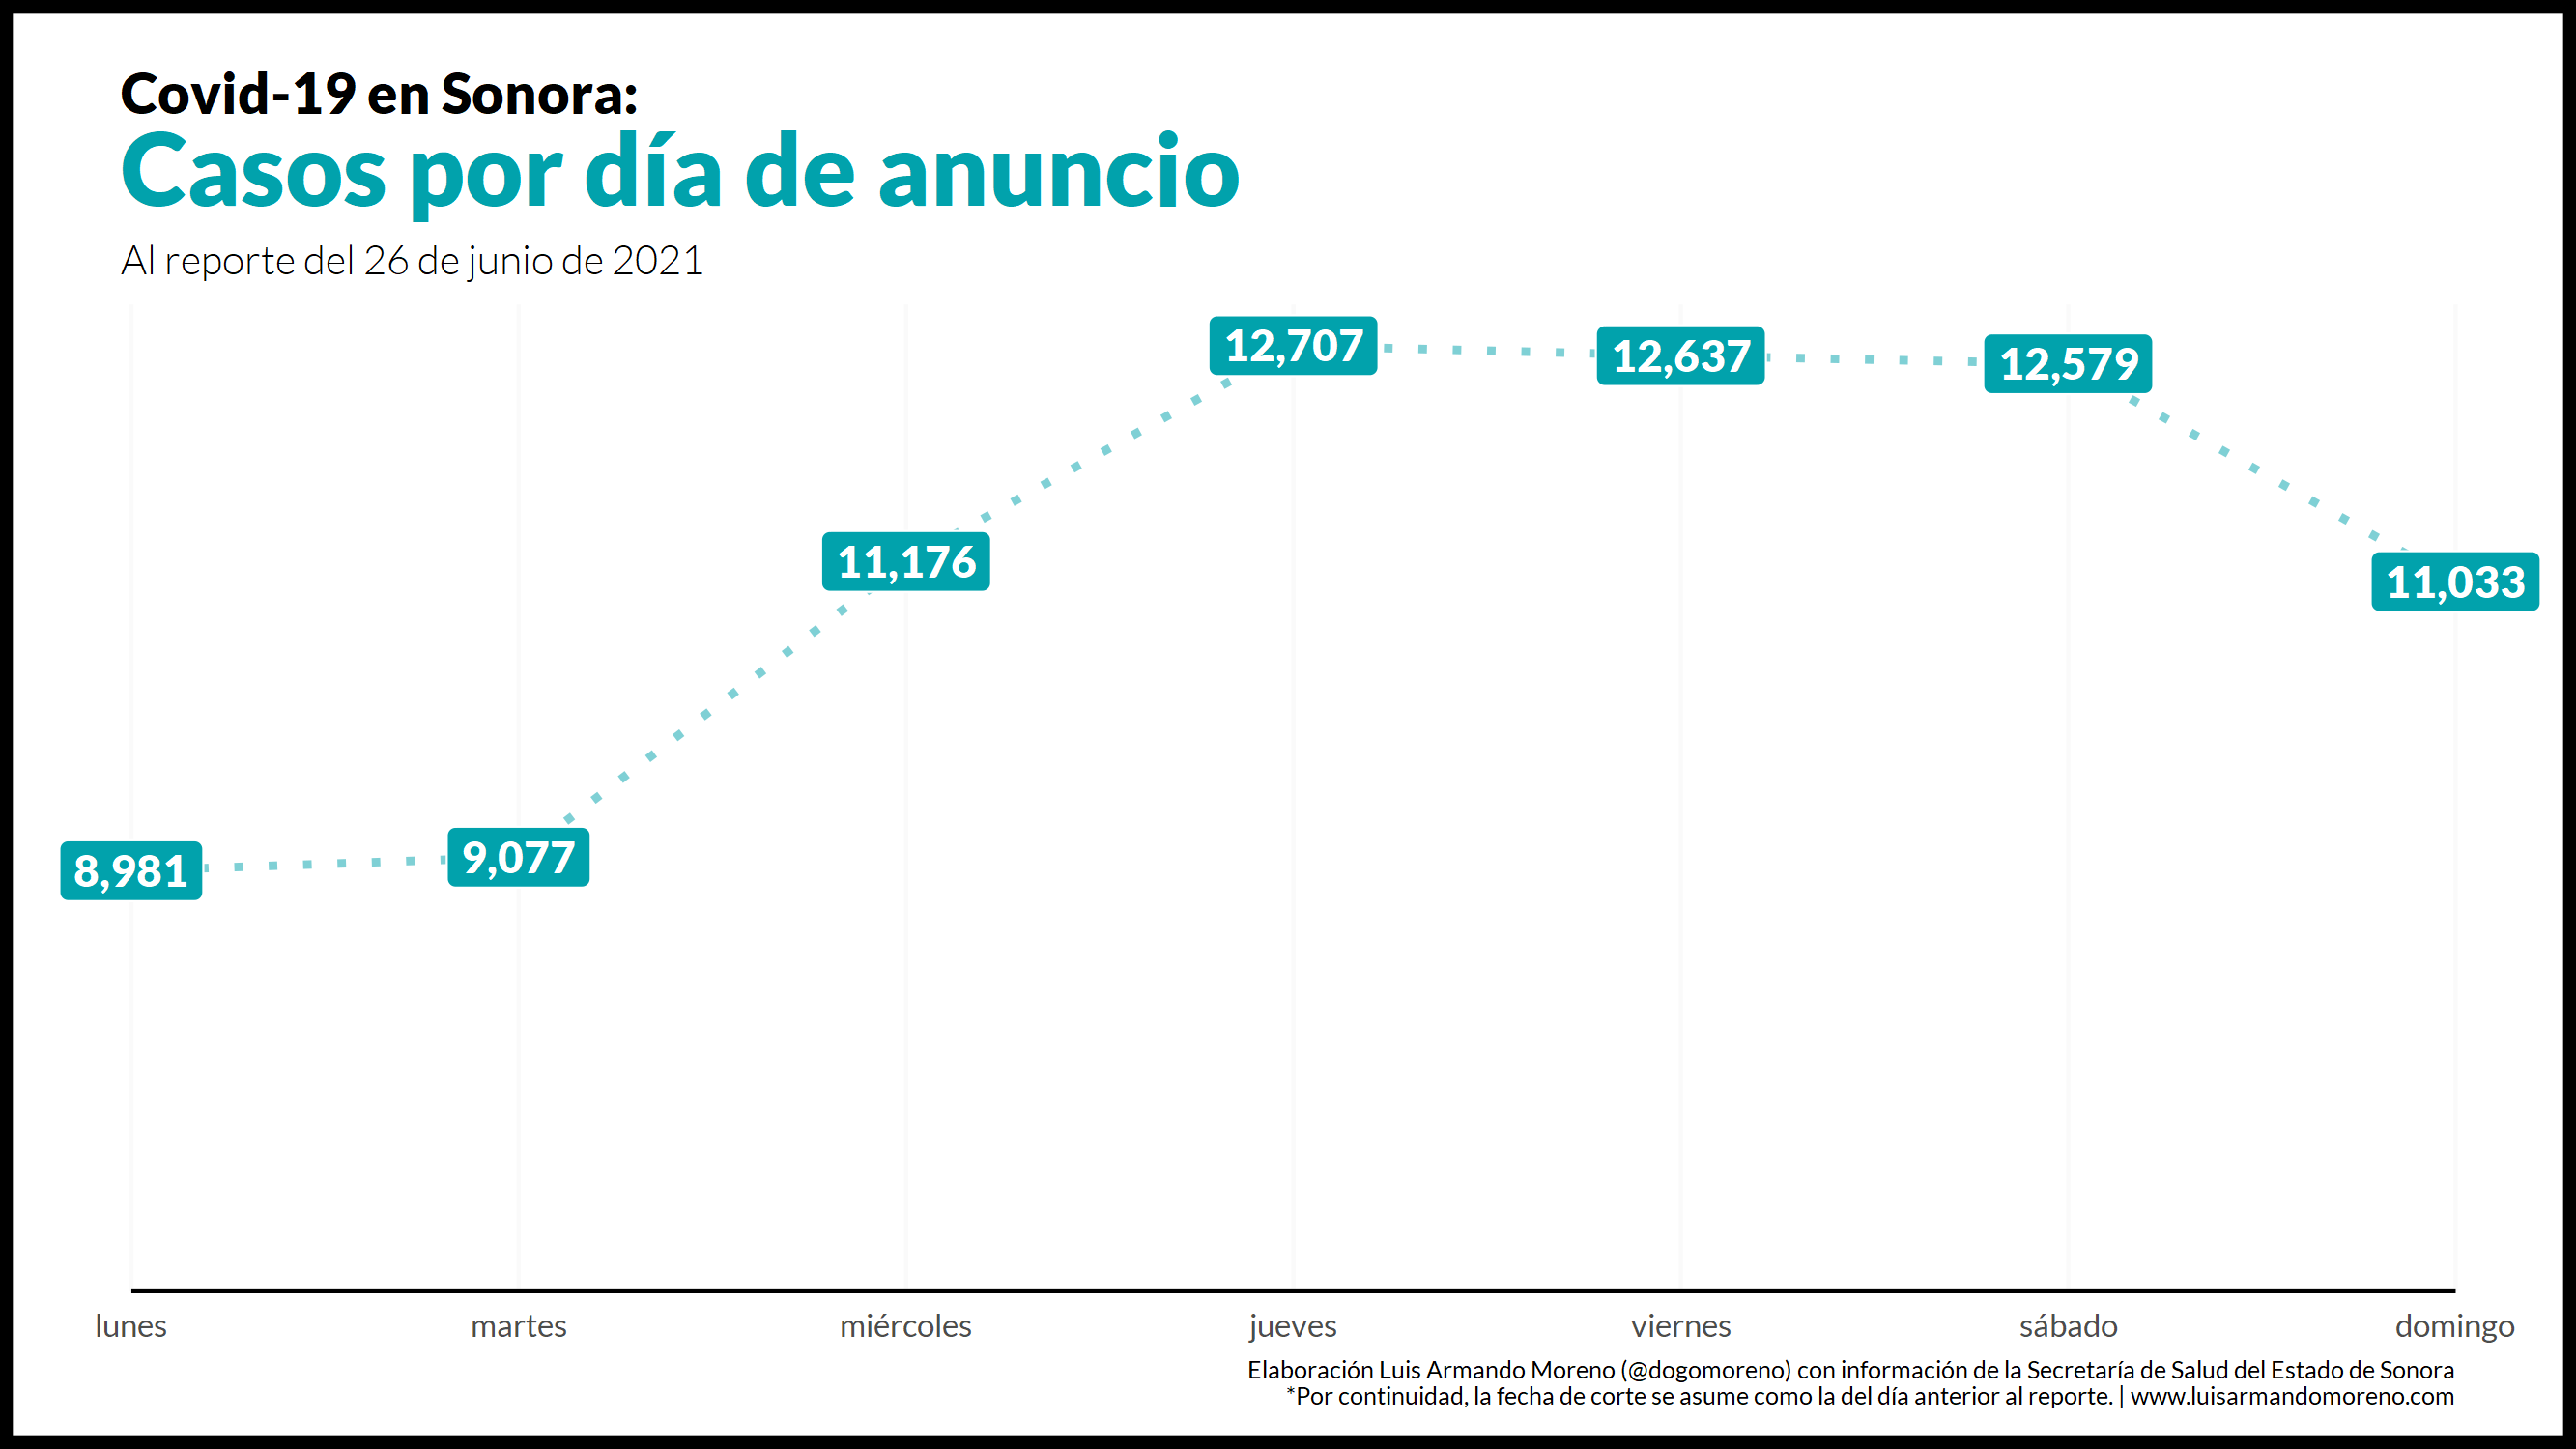 Covid-19 en Sonora:
Casos por día de anuncio
Al reporte del 26 de junio de 2021
12,707
12,637
12,579
11,176
11,033
8,981
9,077
lunes martes miércoles jueves viernes sábado domingo
Elaboración Luis Armando Moreno (@dogomoreno) con información de la Secretaría de Salud del Estado de Sonora
*Por continuidad, la fecha de corte se asume como la del día anterior al reporte. | www.luisarmandomoreno.com